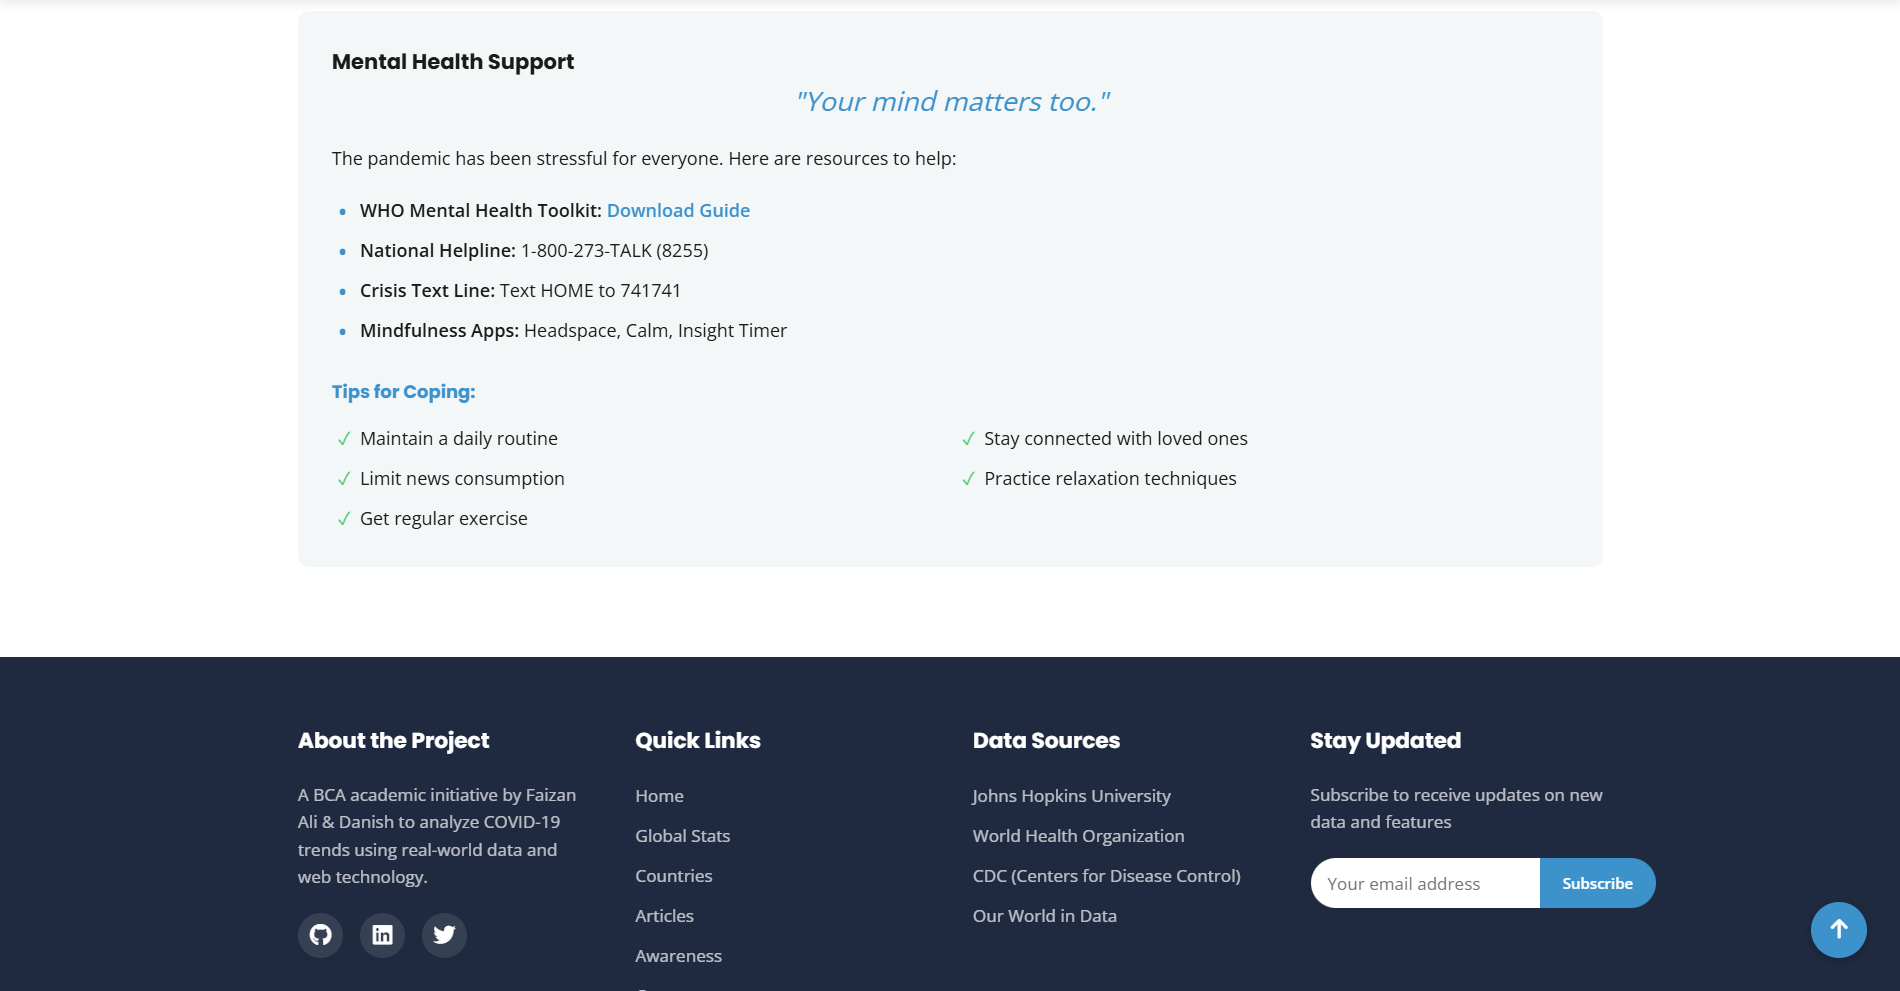 Mental Health Support
"Your mind matters too."
The pandemic has been stressful for everyone. Here are resources to help:
• WHO Mental Health Toolkit: Download Guide
• National Helpline: 1-800-273-TALK (8255)
• Crisis Text Line: Text HOME to 741741
• Mindfulness Apps: Headspace, Calm, Insight Timer
Tips for Coping:
✓ Maintain a daily routine
✓ Stay connected with loved ones
✓ Limit news consumption
✓ Practice relaxation techniques
✓ Get regular exercise
About the Project
A BCA academic initiative by Faizan
Ali & Danish to analyze COVID-19
trends using real-world data and
web technology.
Quick Links
Home
Global Stats
Countries
Articles
Awareness
Data Sources
Johns Hopkins University
World Health Organization
CDC (Centers for Disease Control)
Our World in Data
Stay Updated
Subscribe to receive updates on new
data and features
Your email address
Subscribe